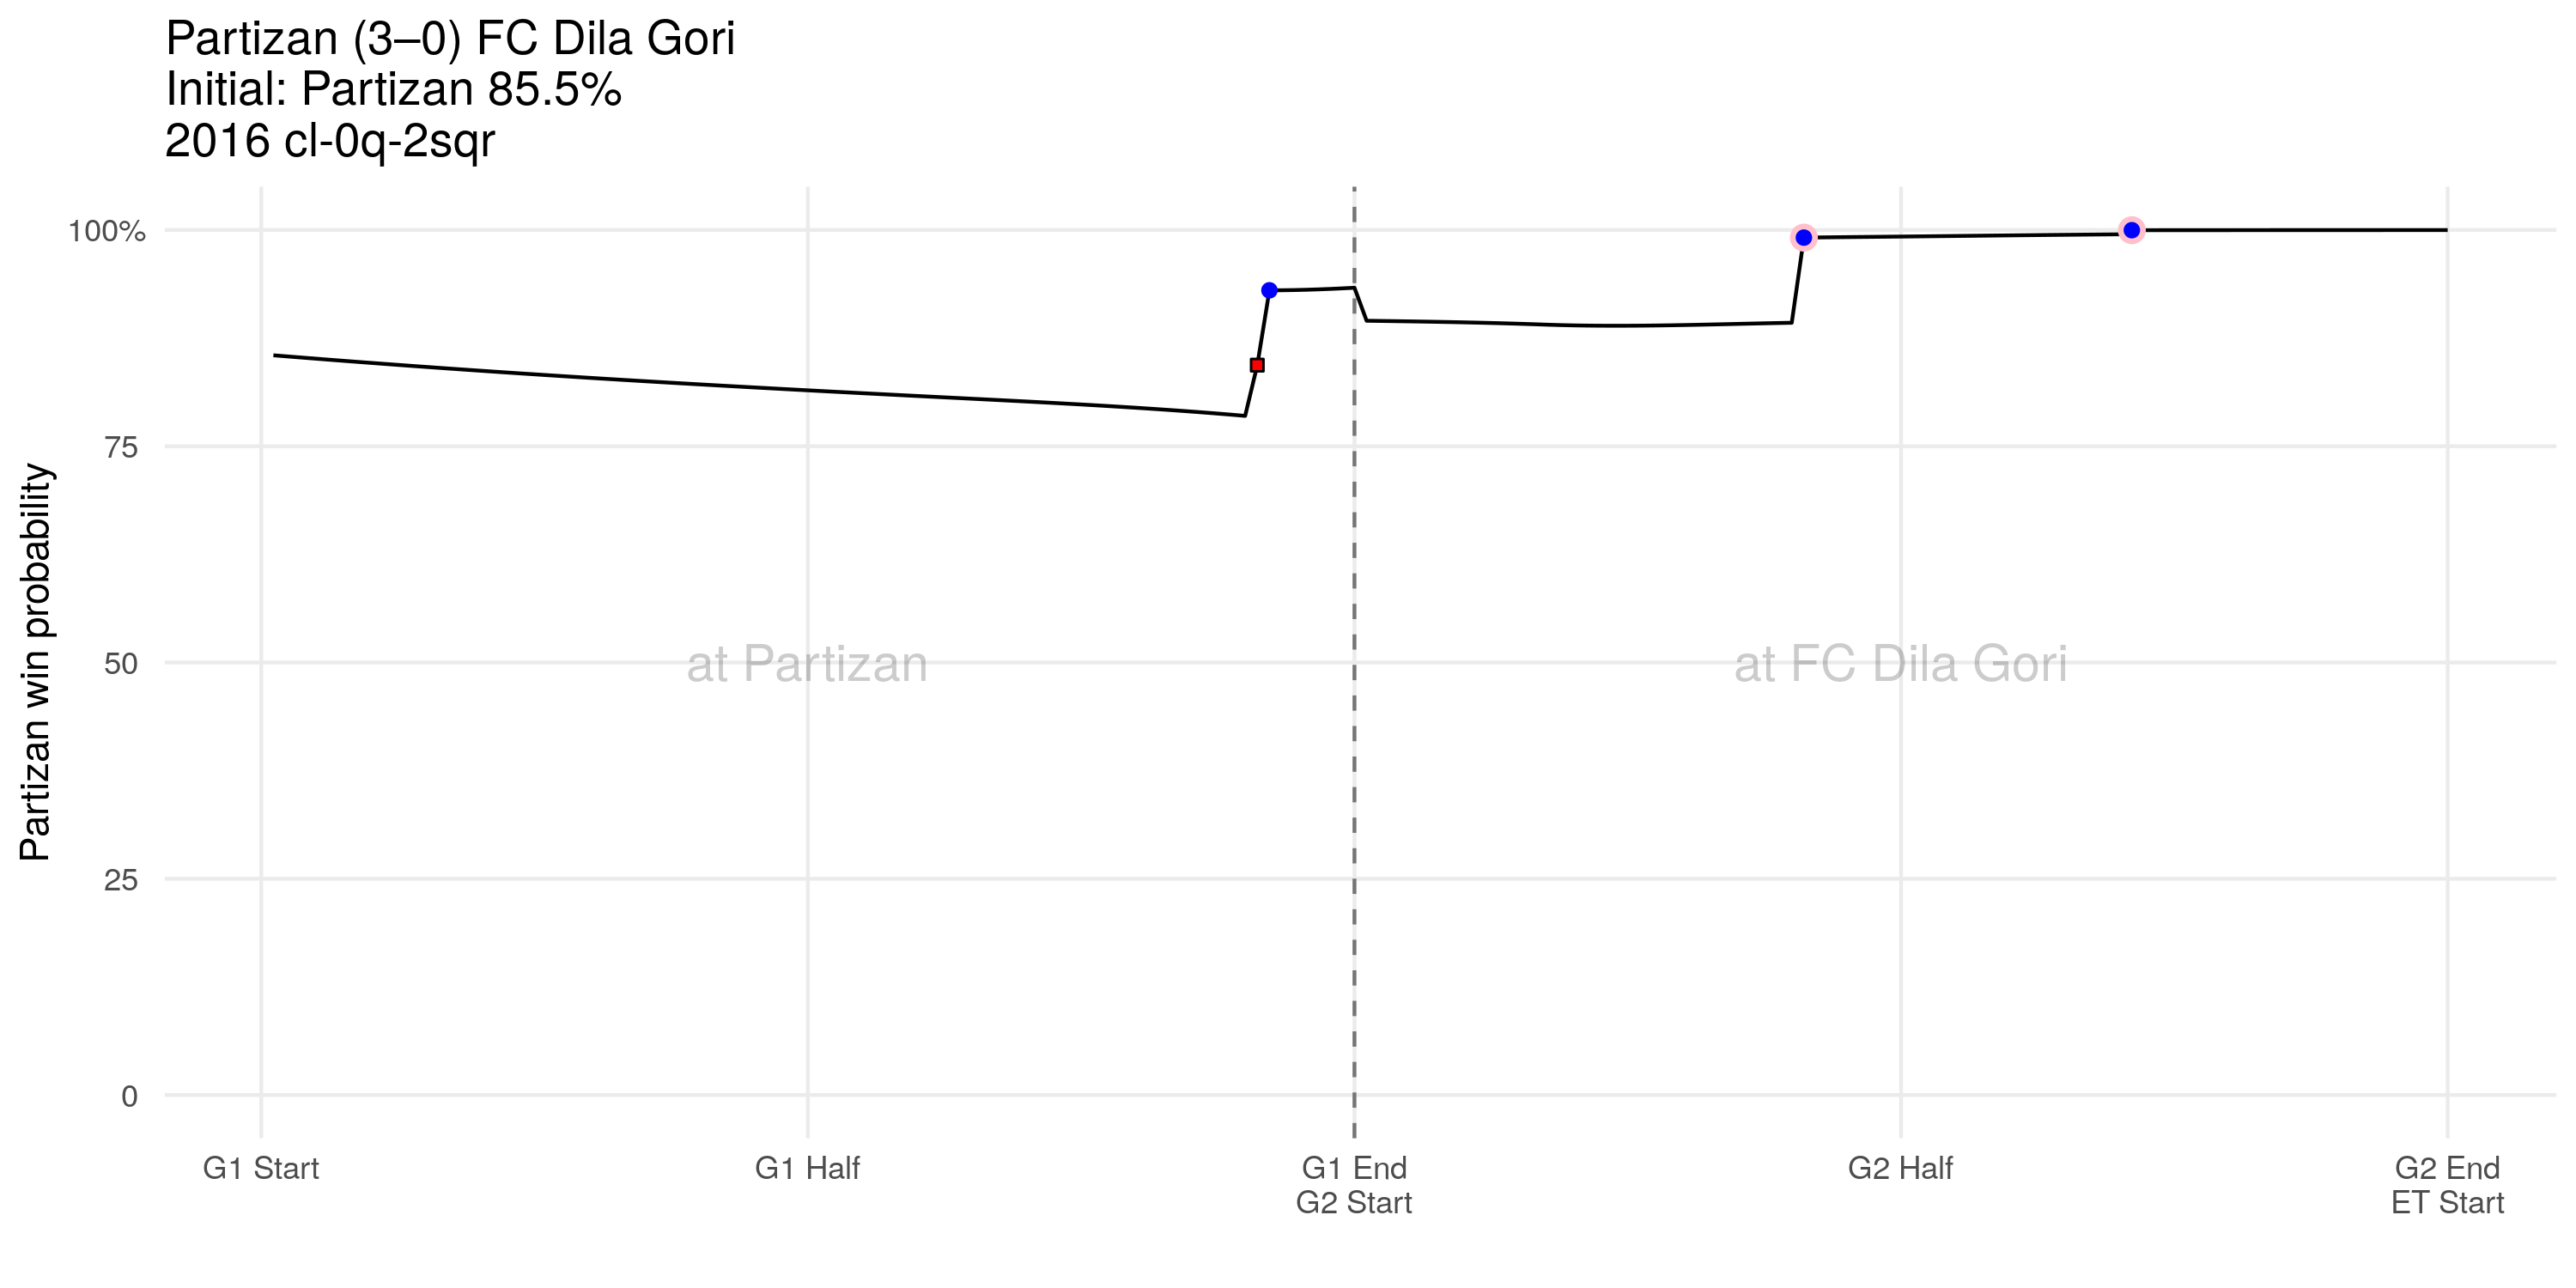 Partizan (3–0) FC Dila Gori
Initial: Partizan 85.5%
2016 cl-0q-2sqr
Partizan win probability
100%
75
50
25
0
at Partizan
at FC Dila Gori
G1 Start
G1 Half
G1 End
G2 Start
G2 Half
G2 End
ET Start